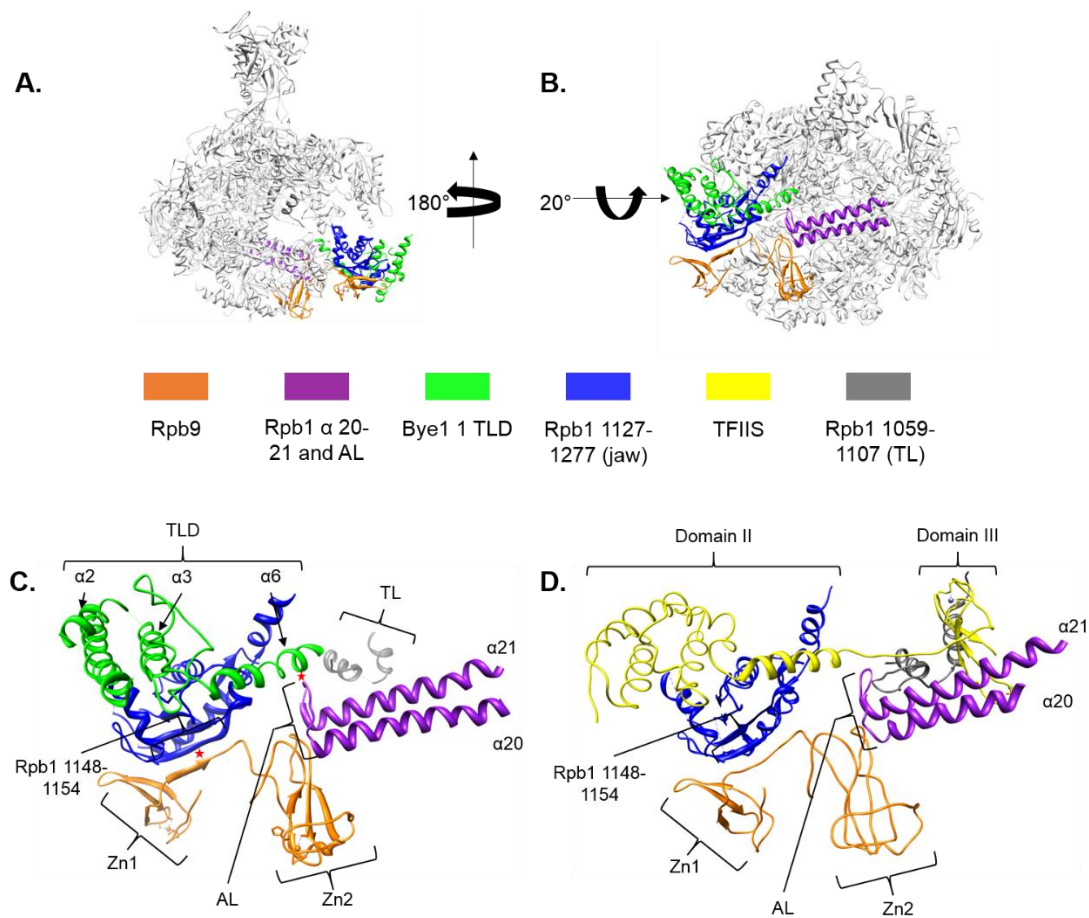 A.
B.
180°
20°
Rpb9
Rpb1 α 20-
21 and AL
Bye1 1 TLD
Rpb1 1127-
1277 (jaw)
TFIIS
Rpb1 1059-
1107 (TL)
TLD
C.
α2
α3
α6
TL
α21
α20
Rpb1 1148-
1154
Zn1
AL
Zn2
Domain II
Domain III
D.
α21
α20
Rpb1 1148-
1154
Zn1
AL
Zn2